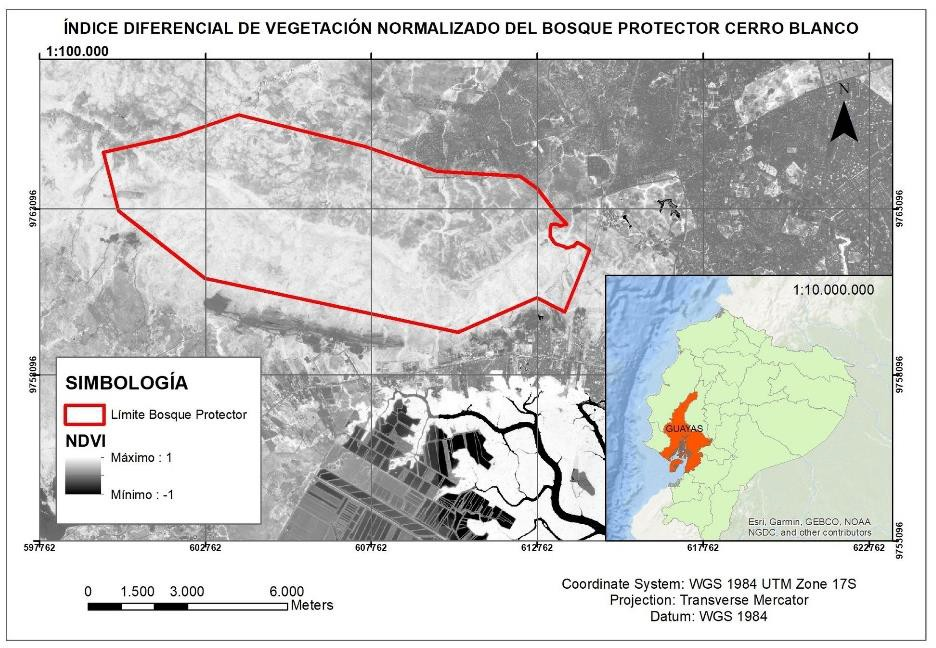 ÍNDICE DIFERENCIAL DE VEGETACIÓN NORMALIZADO DEL BOSQUE PROTECTOR CERRO BLANCO
1:100.000
N
9763096
9763096
1:10.000.000
GUAYAS
9758096
9758096
SIMBOLOGÍA
Límite Bosque Protector
NDVI
Máximo : 1
Mínimo : -1
Esri, Garmin, GEBCO, NOAA
NGDC, and other contributors
9753096
597762
602762
607762
612762
617762
622762
0 1.500 3.000 6.000
Meters
Coordinate System: WGS 1984 UTM Zone 17S
Projection: Transverse Mercator
Datum: WGS 1984